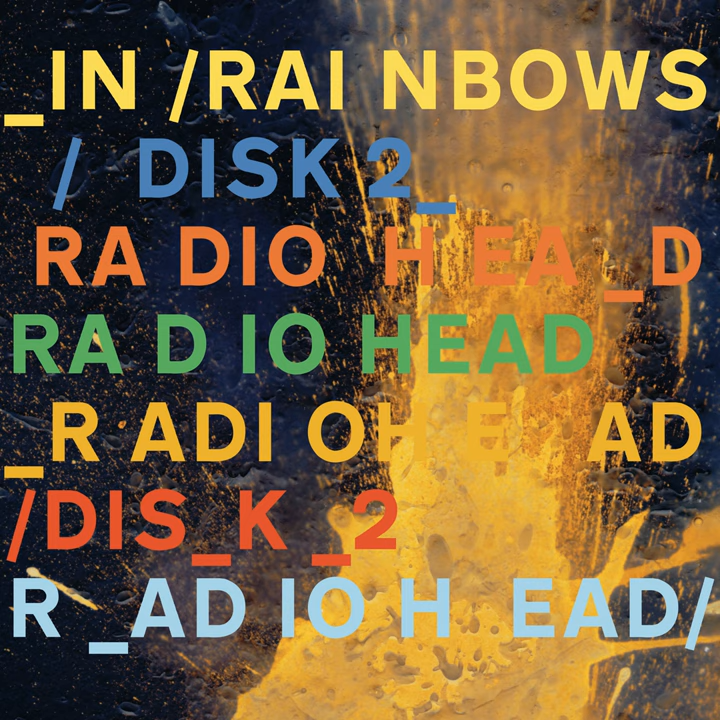 _IN /RAI NBOWS
/ DISK 2_
RA DIO H EA _D
RA D IO HEAD
_R ADI OH E AD
/DIS_K _2
R _AD IO H EAD/